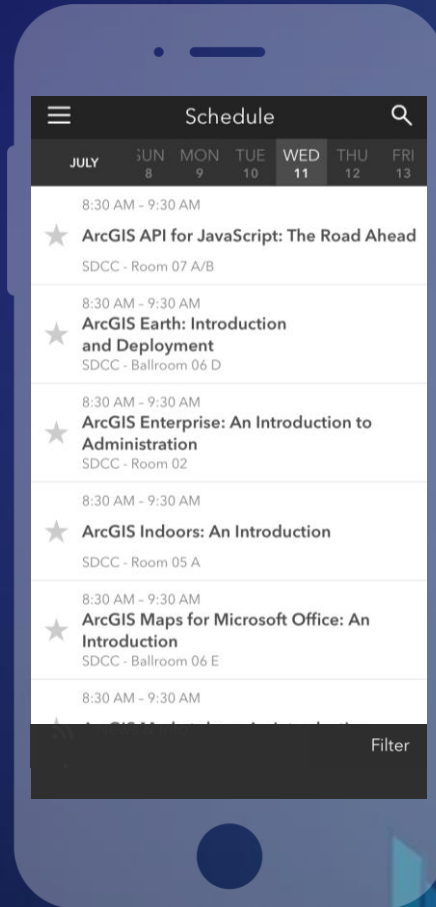 Schedule
JULY
SUN MON TUE WED THU FRI
8 9 10 11 12 13
8:30 AM – 9:30 AM
ArcGIS API for JavaScript: The Road Ahead
SDCC - Room 07 A/B
8:30 AM – 9:30 AM
ArcGIS Earth: Introduction
and Deployment
SDCC - Ballroom 06 D
8:30 AM – 9:30 AM
ArcGIS Enterprise: An Introduction to
Administration
SDCC - Room 02
8:30 AM – 9:30 AM
ArcGIS Indoors: An Introduction
SDCC - Room 05 A
8:30 AM – 9:30 AM
ArcGIS Maps for Microsoft Office: An
Introduction
SDCC - Ballroom 06 E
8:30 AM – 9:30 AM
Filter